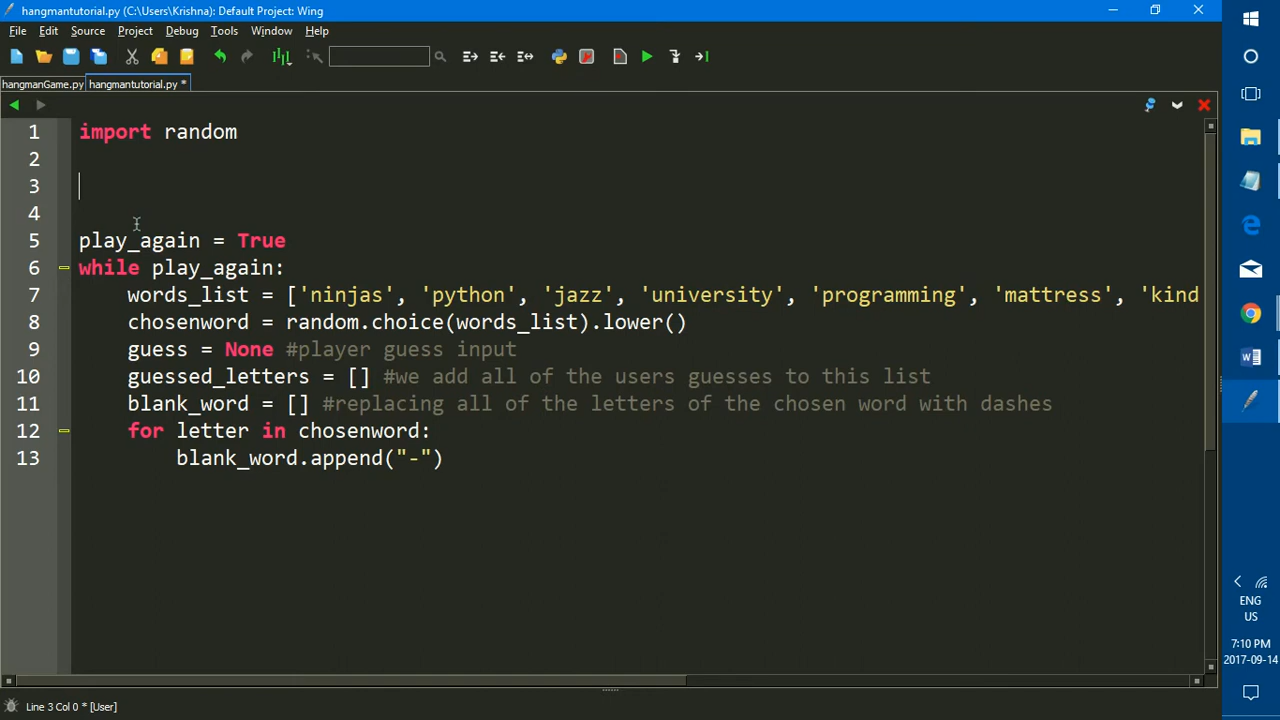 hangmantutorial.py (C:\Users\Krishna): Default Project: Wing
File Edit Source Project Debug Tools Window Help
hangmanGame.py hangmantutorial.py *
1 import random
2
3
4
5 play_again = True
6 while play_again:
7 words_list = ['ninjas', 'python', 'jazz', 'university', 'programming', 'mattress', 'kind
8 chosenword = random.choice(words_list).lower()
9 guess = None #player guess input
10 guessed_letters = [] #we add all of the users guesses to this list
11 blank_word = [] #replacing all of the letters of the chosen word with dashes
12 for letter in chosenword:
13 blank_word.append("-")
ENG
US
7:10 PM
2017-09-14
Line 3 Col 0 * [User]